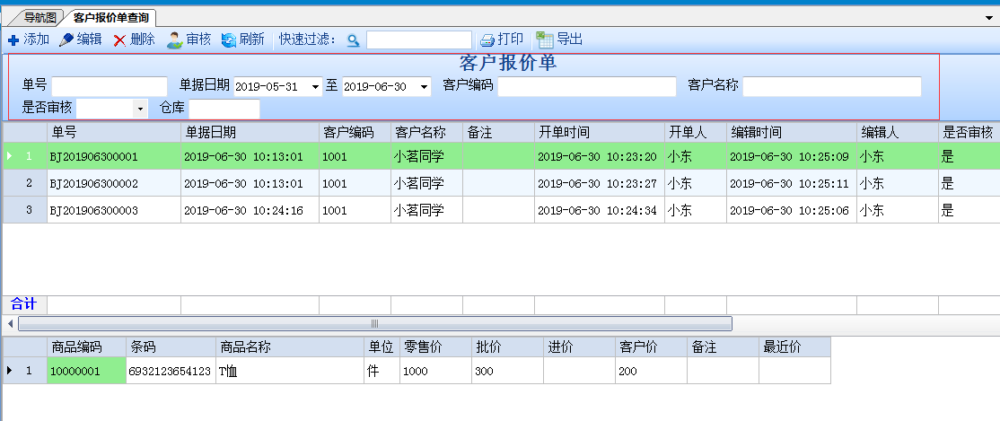 导航图 客户报价单查询
添加 编辑 删除 审核 刷新 快速过滤： 打印 导出
客户报价单
单号 单据日期 2019-05-31 至 2019-06-30 客户编码 客户名称
是否审核 仓库
单号 单据日期 客户编码 客户名称 备注 开单时间 开单人 编辑时间 编辑人 是否审核
1 BJ201906300001 2019-06-30 10:13:01 1001 小茗同学 2019-06-30 10:23:20 小东 2019-06-30 10:25:09 小东 是
2 BJ201906300002 2019-06-30 10:13:01 1001 小茗同学 2019-06-30 10:23:27 小东 2019-06-30 10:25:11 小东 是
3 BJ201906300003 2019-06-30 10:24:16 1001 小茗同学 2019-06-30 10:24:34 小东 2019-06-30 10:25:06 小东 是
合计
商品编码 条码 商品名称 单位 零售价 批价 进价 客户价 备注 最近价
1 10000001 6932123654123 T恤 件 1000 300 200